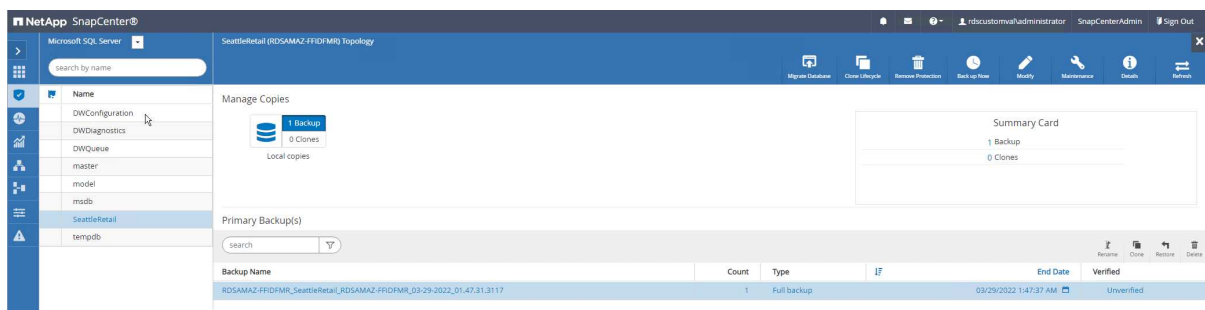 NetApp SnapCenter®
rdscustomval\administrator SnapCenterAdmin Sign Out
Microsoft SQL Server
search by name
Name
DWConfiguration
DWDiagnostics
DWQueue
master
model
msdb
SeattleRetail
tempdb
SeattleRetail (RDSAMAZ-FFIDFMR) Topology
Migrate Database Clone Lifecycle Remove Protection Back up Now Modify Maintenance Details Refresh
Manage Copies
1 Backup
0 Clones
Local copies
Summary Card
1 Backup
0 Clones
Primary Backup(s)
search
Rename Clone Restore Delete
Backup Name Count Type End Date Verified
RDSAMAZ-FFIDFMR_SeattleRetail_RDSAMAZ-FFIDFMR_03-29-2022_01.47.31.3117 1 Full backup 03/29/2022 1:47:37 AM Unverified